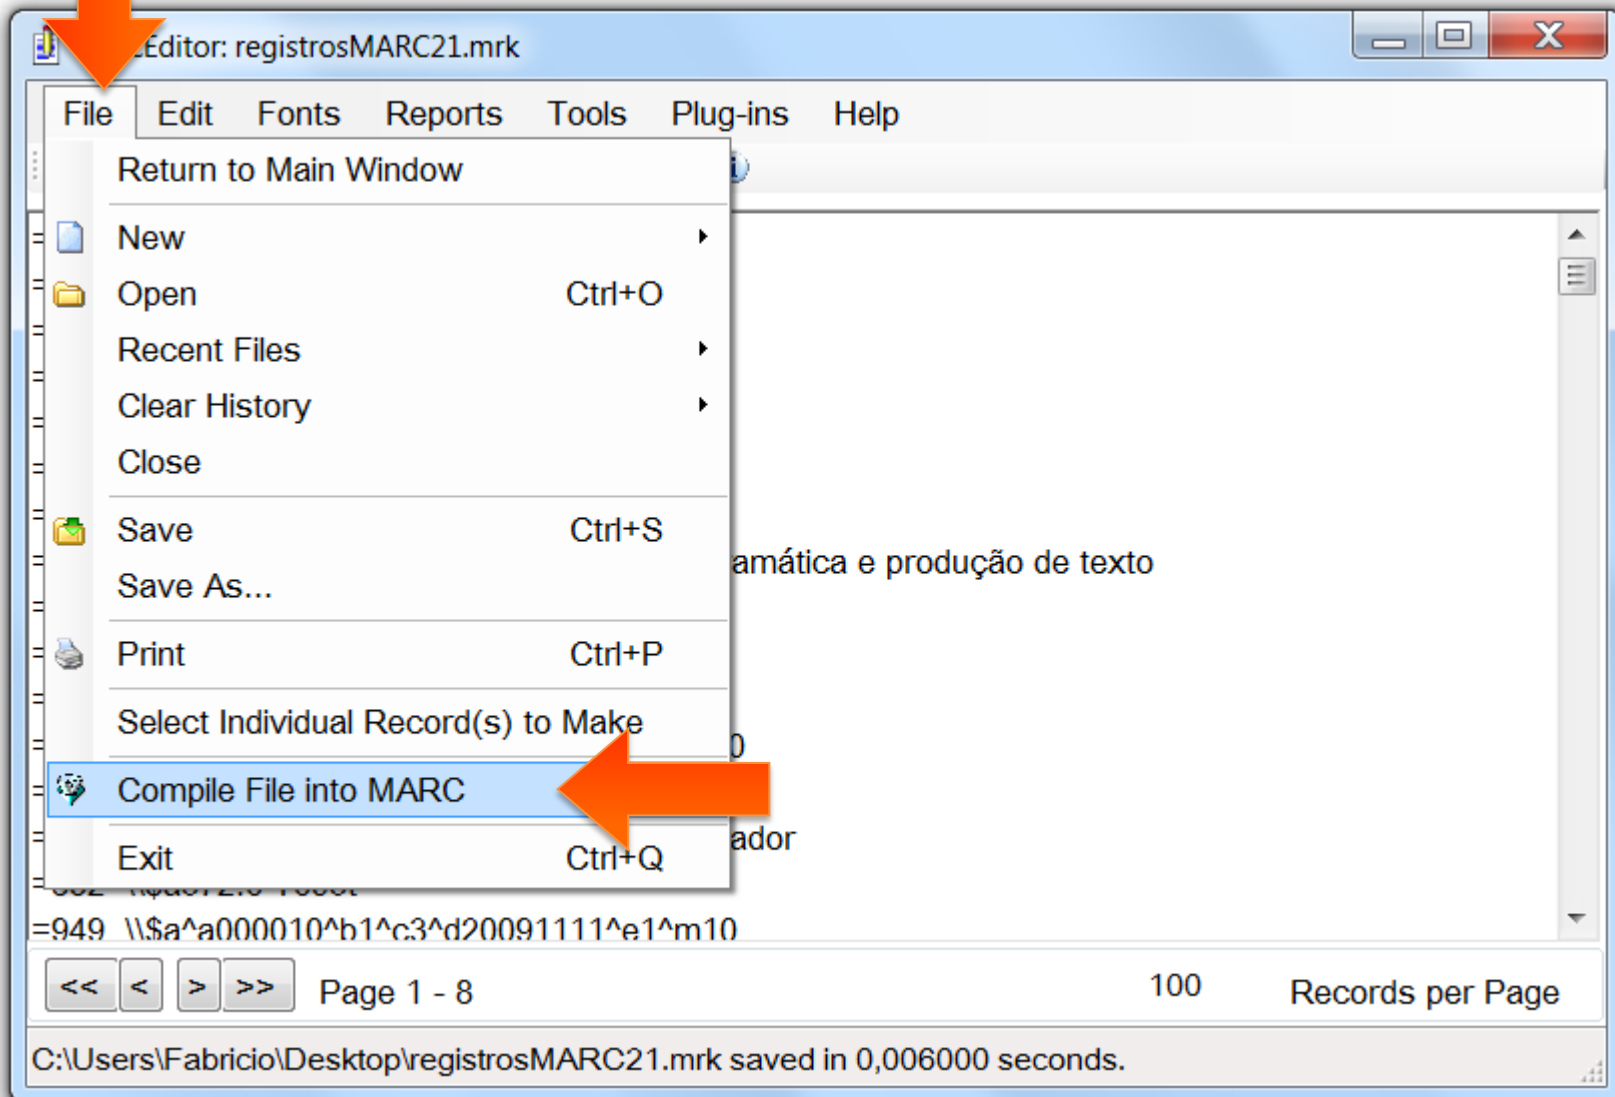 Editor: registrosMARC21.mrk
File Edit Fonts Reports Tools Plug-ins Help
Return to Main Window
New
Open Ctrl+O
Recent Files
Clear History
Close
Save Ctrl+S
amática e produção de texto
Save As...
Print Ctrl+P
Select Individual Record(s) to Make
0
Compile File into MARC
ador
Exit Ctrl+Q
=949 \\$a^a000010^b1^c3^d20091111^e1^m10
<< < > >> Page 1 - 8 100 Records per Page
C:\Users\Fabricio\Desktop\registrosMARC21.mrk saved in 0,006000 seconds.